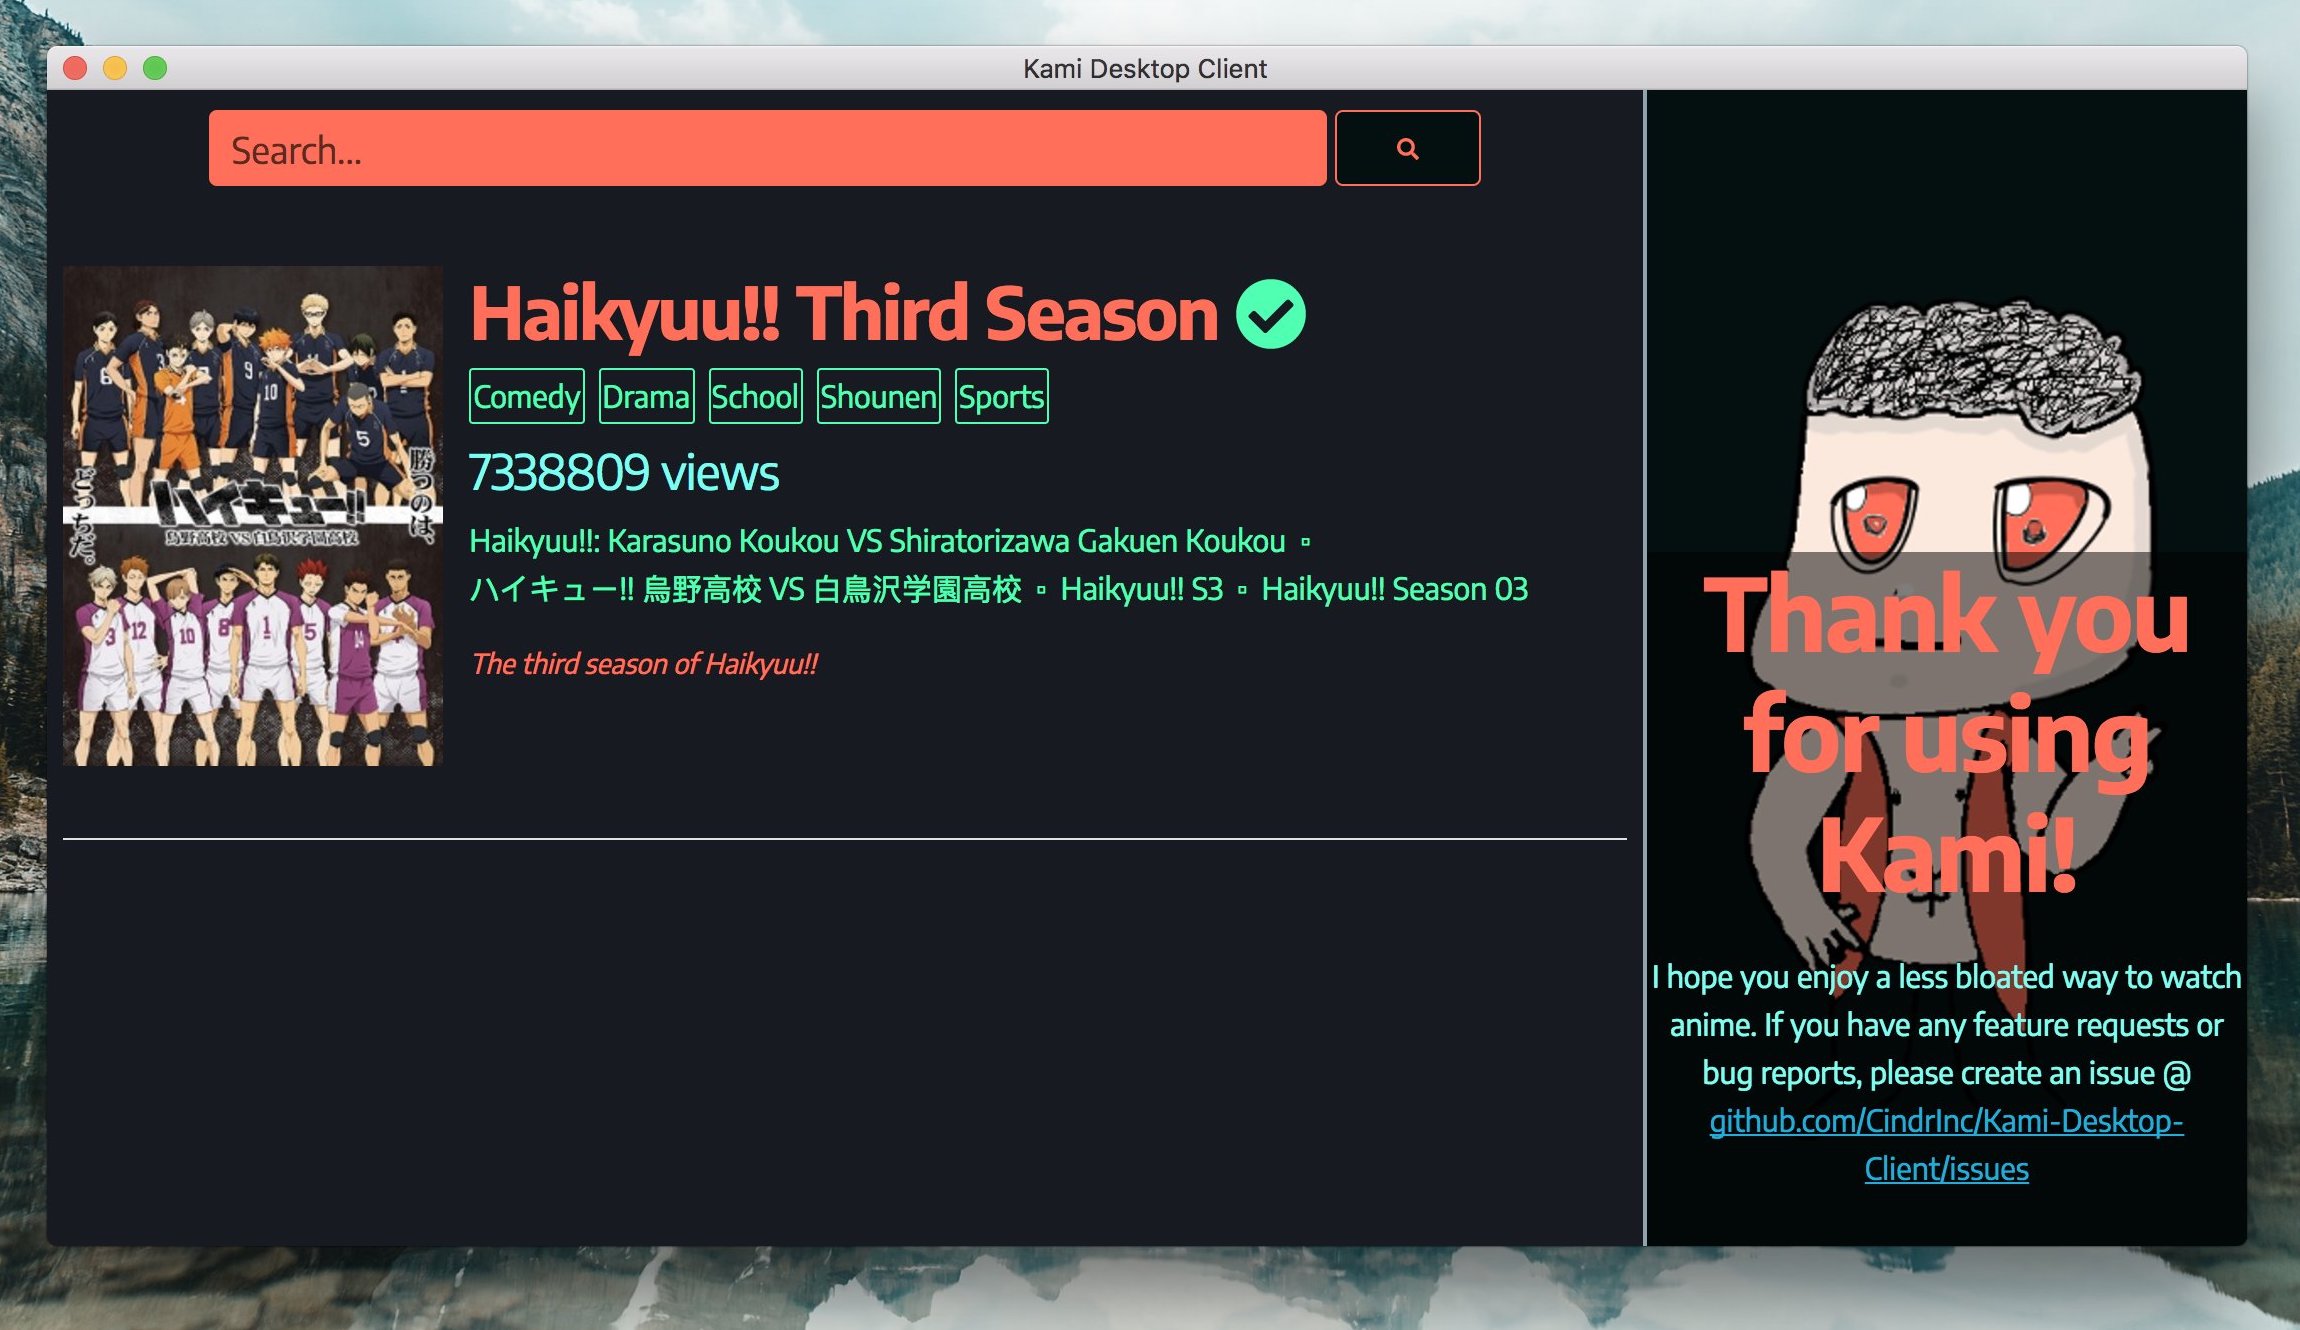 Kami Desktop Client
Search...
Haikyuu!! Third Season
Comedy Drama School Shounen Sports
7338809 views
Haikyuu!!: Karasuno Koukou VS Shiratorizawa Gakuen Koukou ▫
ハイキュー!! 烏野高校 VS 白鳥沢学園高校 ▫ Haikyuu!! S3 ▫ Haikyuu!! Season 03
The third season of Haikyuu!!
勝つのは、
どっちだ。
ハイキュー!!
烏野高校 VS 白鳥沢学園高校
Thank you
for using
Kami!
I hope you enjoy a less bloated way to watch
anime. If you have any feature requests or
bug reports, please create an issue @
github.com/CindrInc/Kami-Desktop-
Client/issues